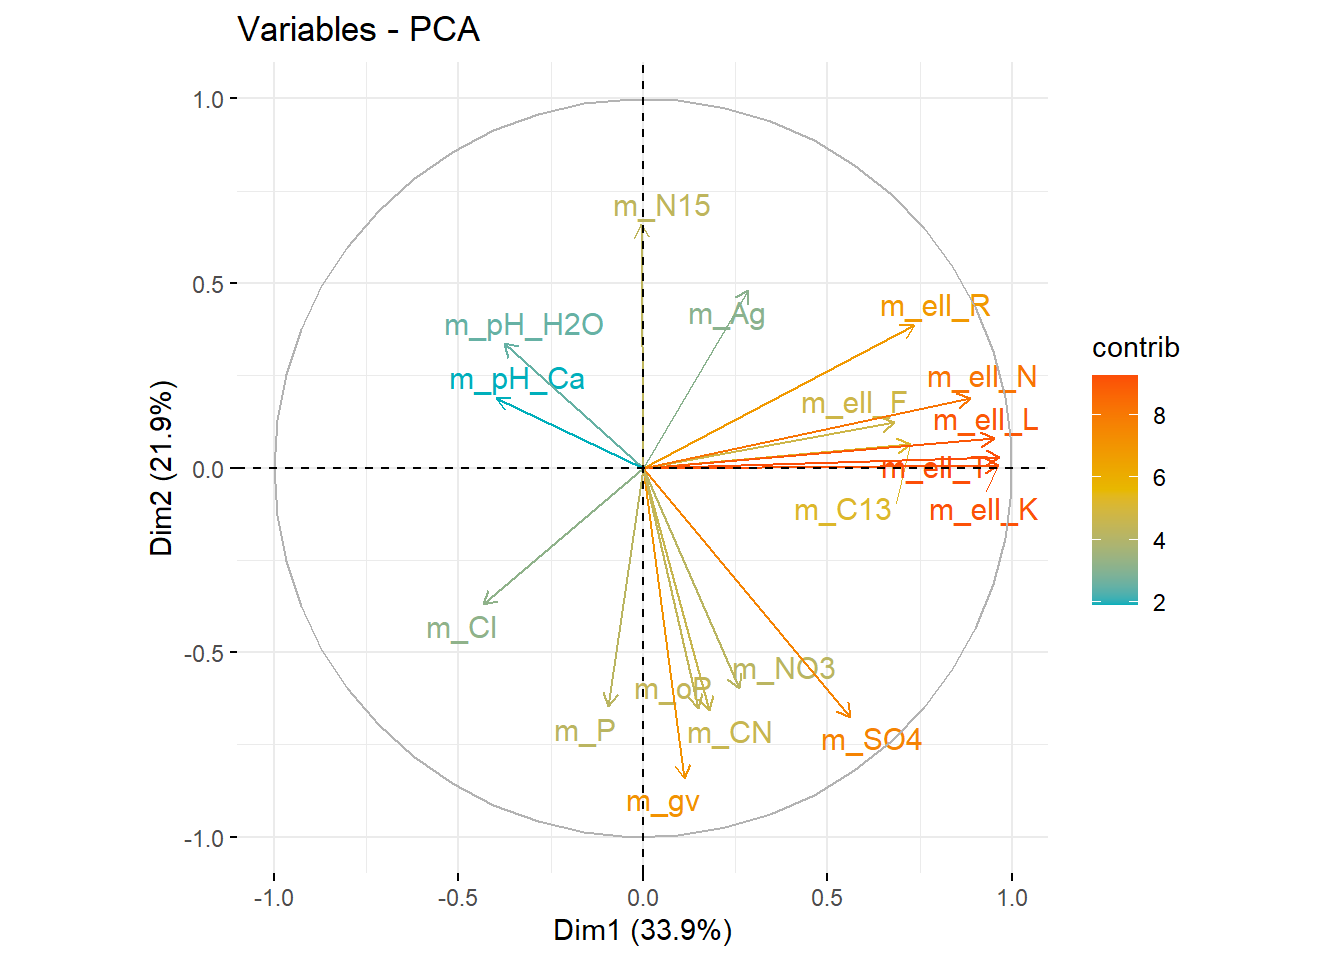 Variables - PCA
1.0
0.5
0.0
-0.5
-1.0
Dim2 (21.9%)
m_N15
m_Ag
m_ell_R
m_pH_H2O
m_pH_Ca
m_ell_N
m_ell_F
m_ell_L
m_ell_T
m_C13
m_ell_K
m_Cl
m_NO3
m_oP
m_P
m_CN
m_SO4
m_gv
-1.0 -0.5 0.0 0.5 1.0
Dim1 (33.9%)
contrib
8
6
4
2